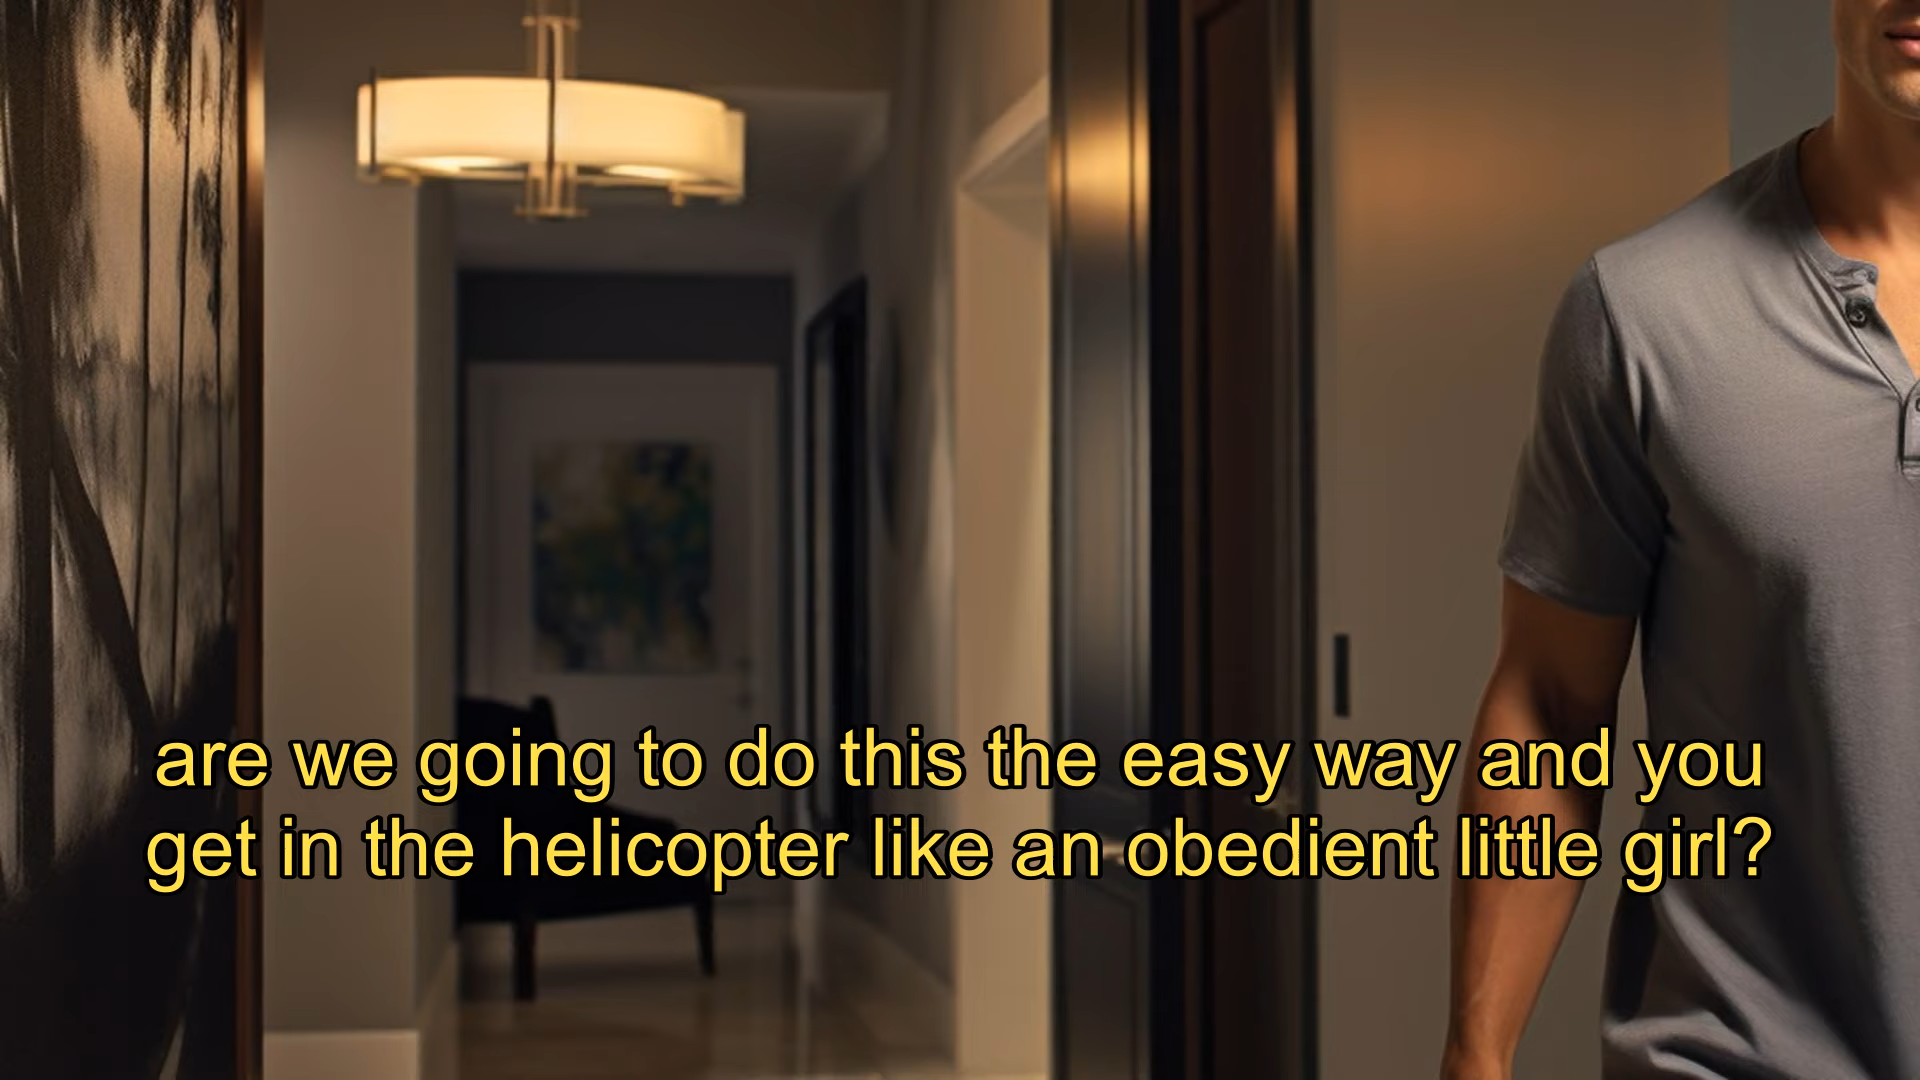 are we going to do this the easy way and you
get in the helicopter like an obedient little girl?